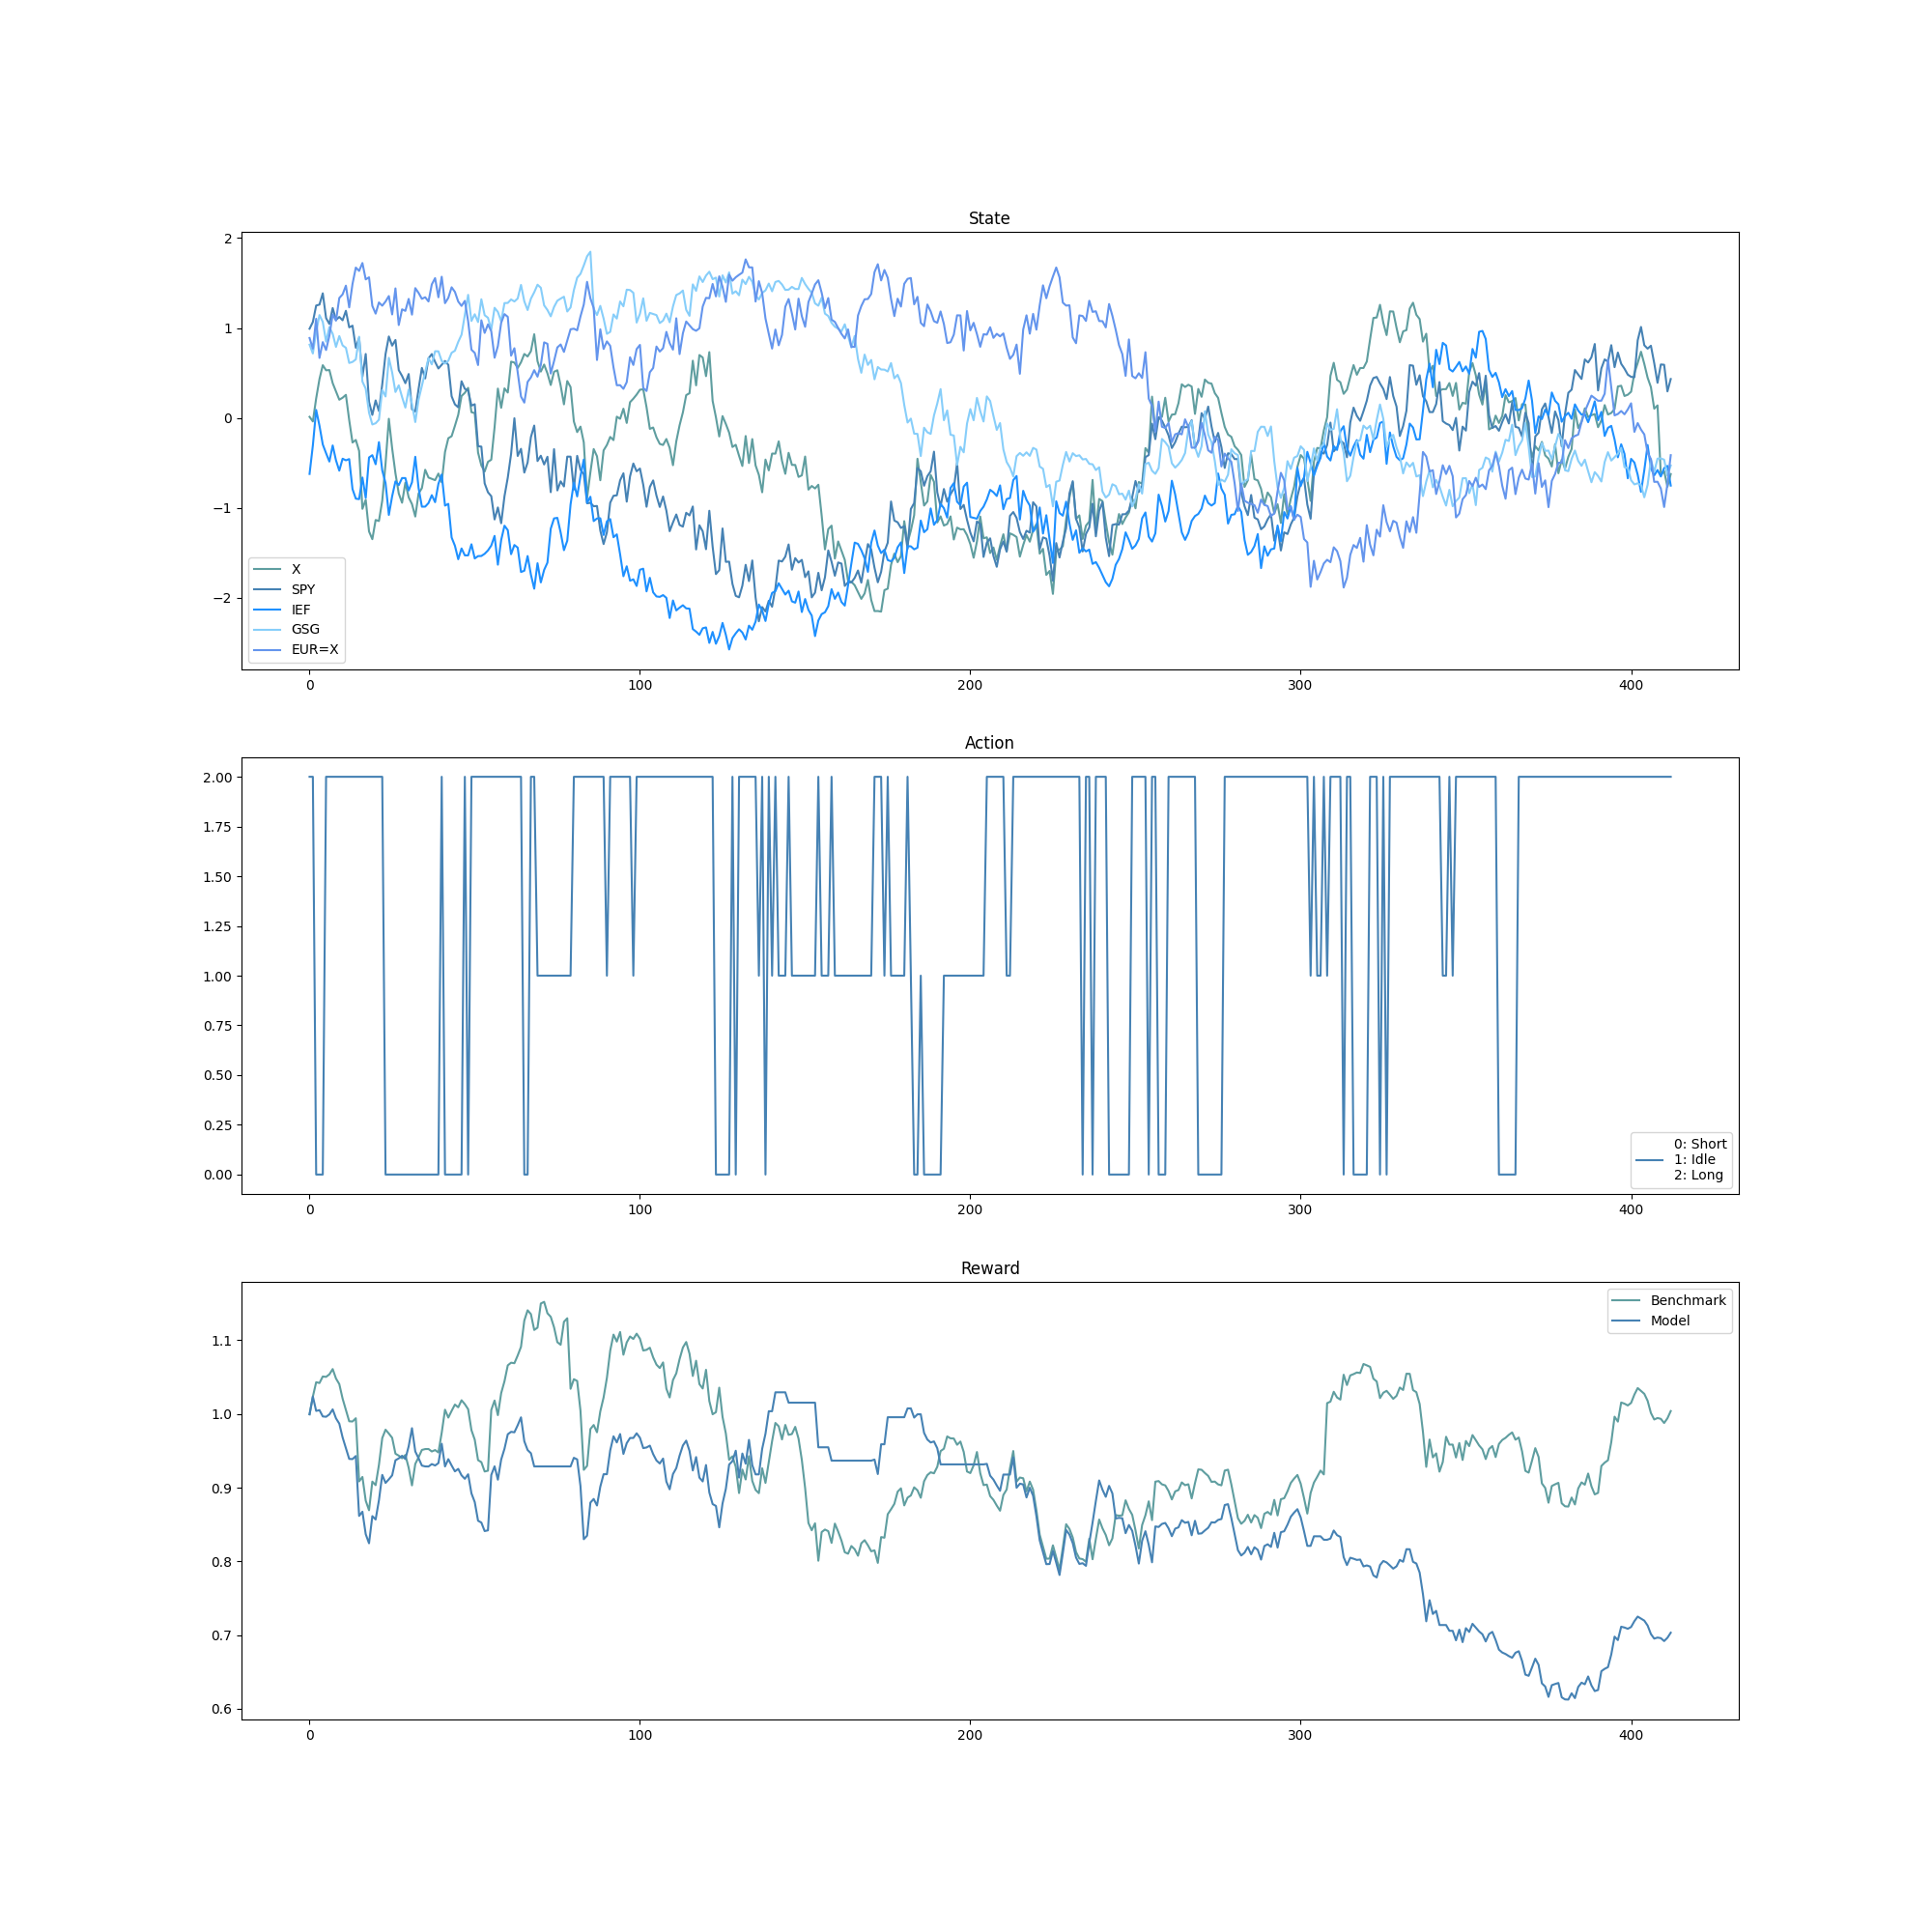 State
2
1
0
−1
−2
X
SPY
IEF
GSG
EUR=X
0 100 200 300 400
Action
2.00
1.75
1.50
1.25
1.00
0.75
0.50
0.25
0.00
0: Short
1: Idle
2: Long
0 100 200 300 400
Reward
Benchmark
Model
1.1
1.0
0.9
0.8
0.7
0.6
0 100 200 300 400